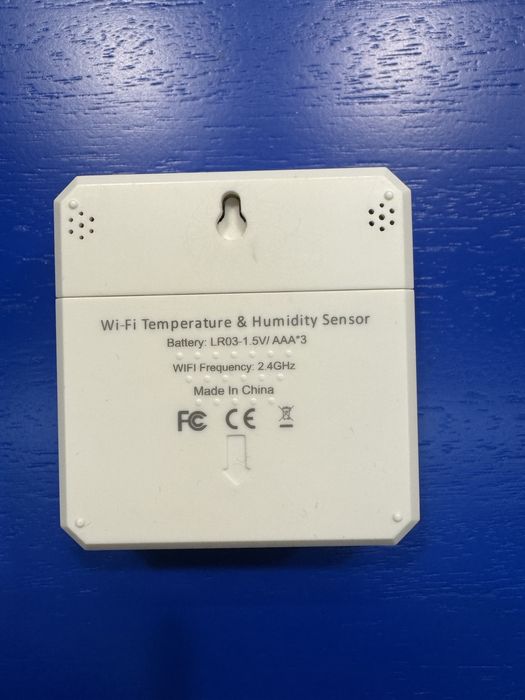 Wi-Fi Temperature & Humidity Sensor
Battery: LR03-1.5V/ AAA*3
WIFI Frequency: 2.4GHz
Made In China
FC CE